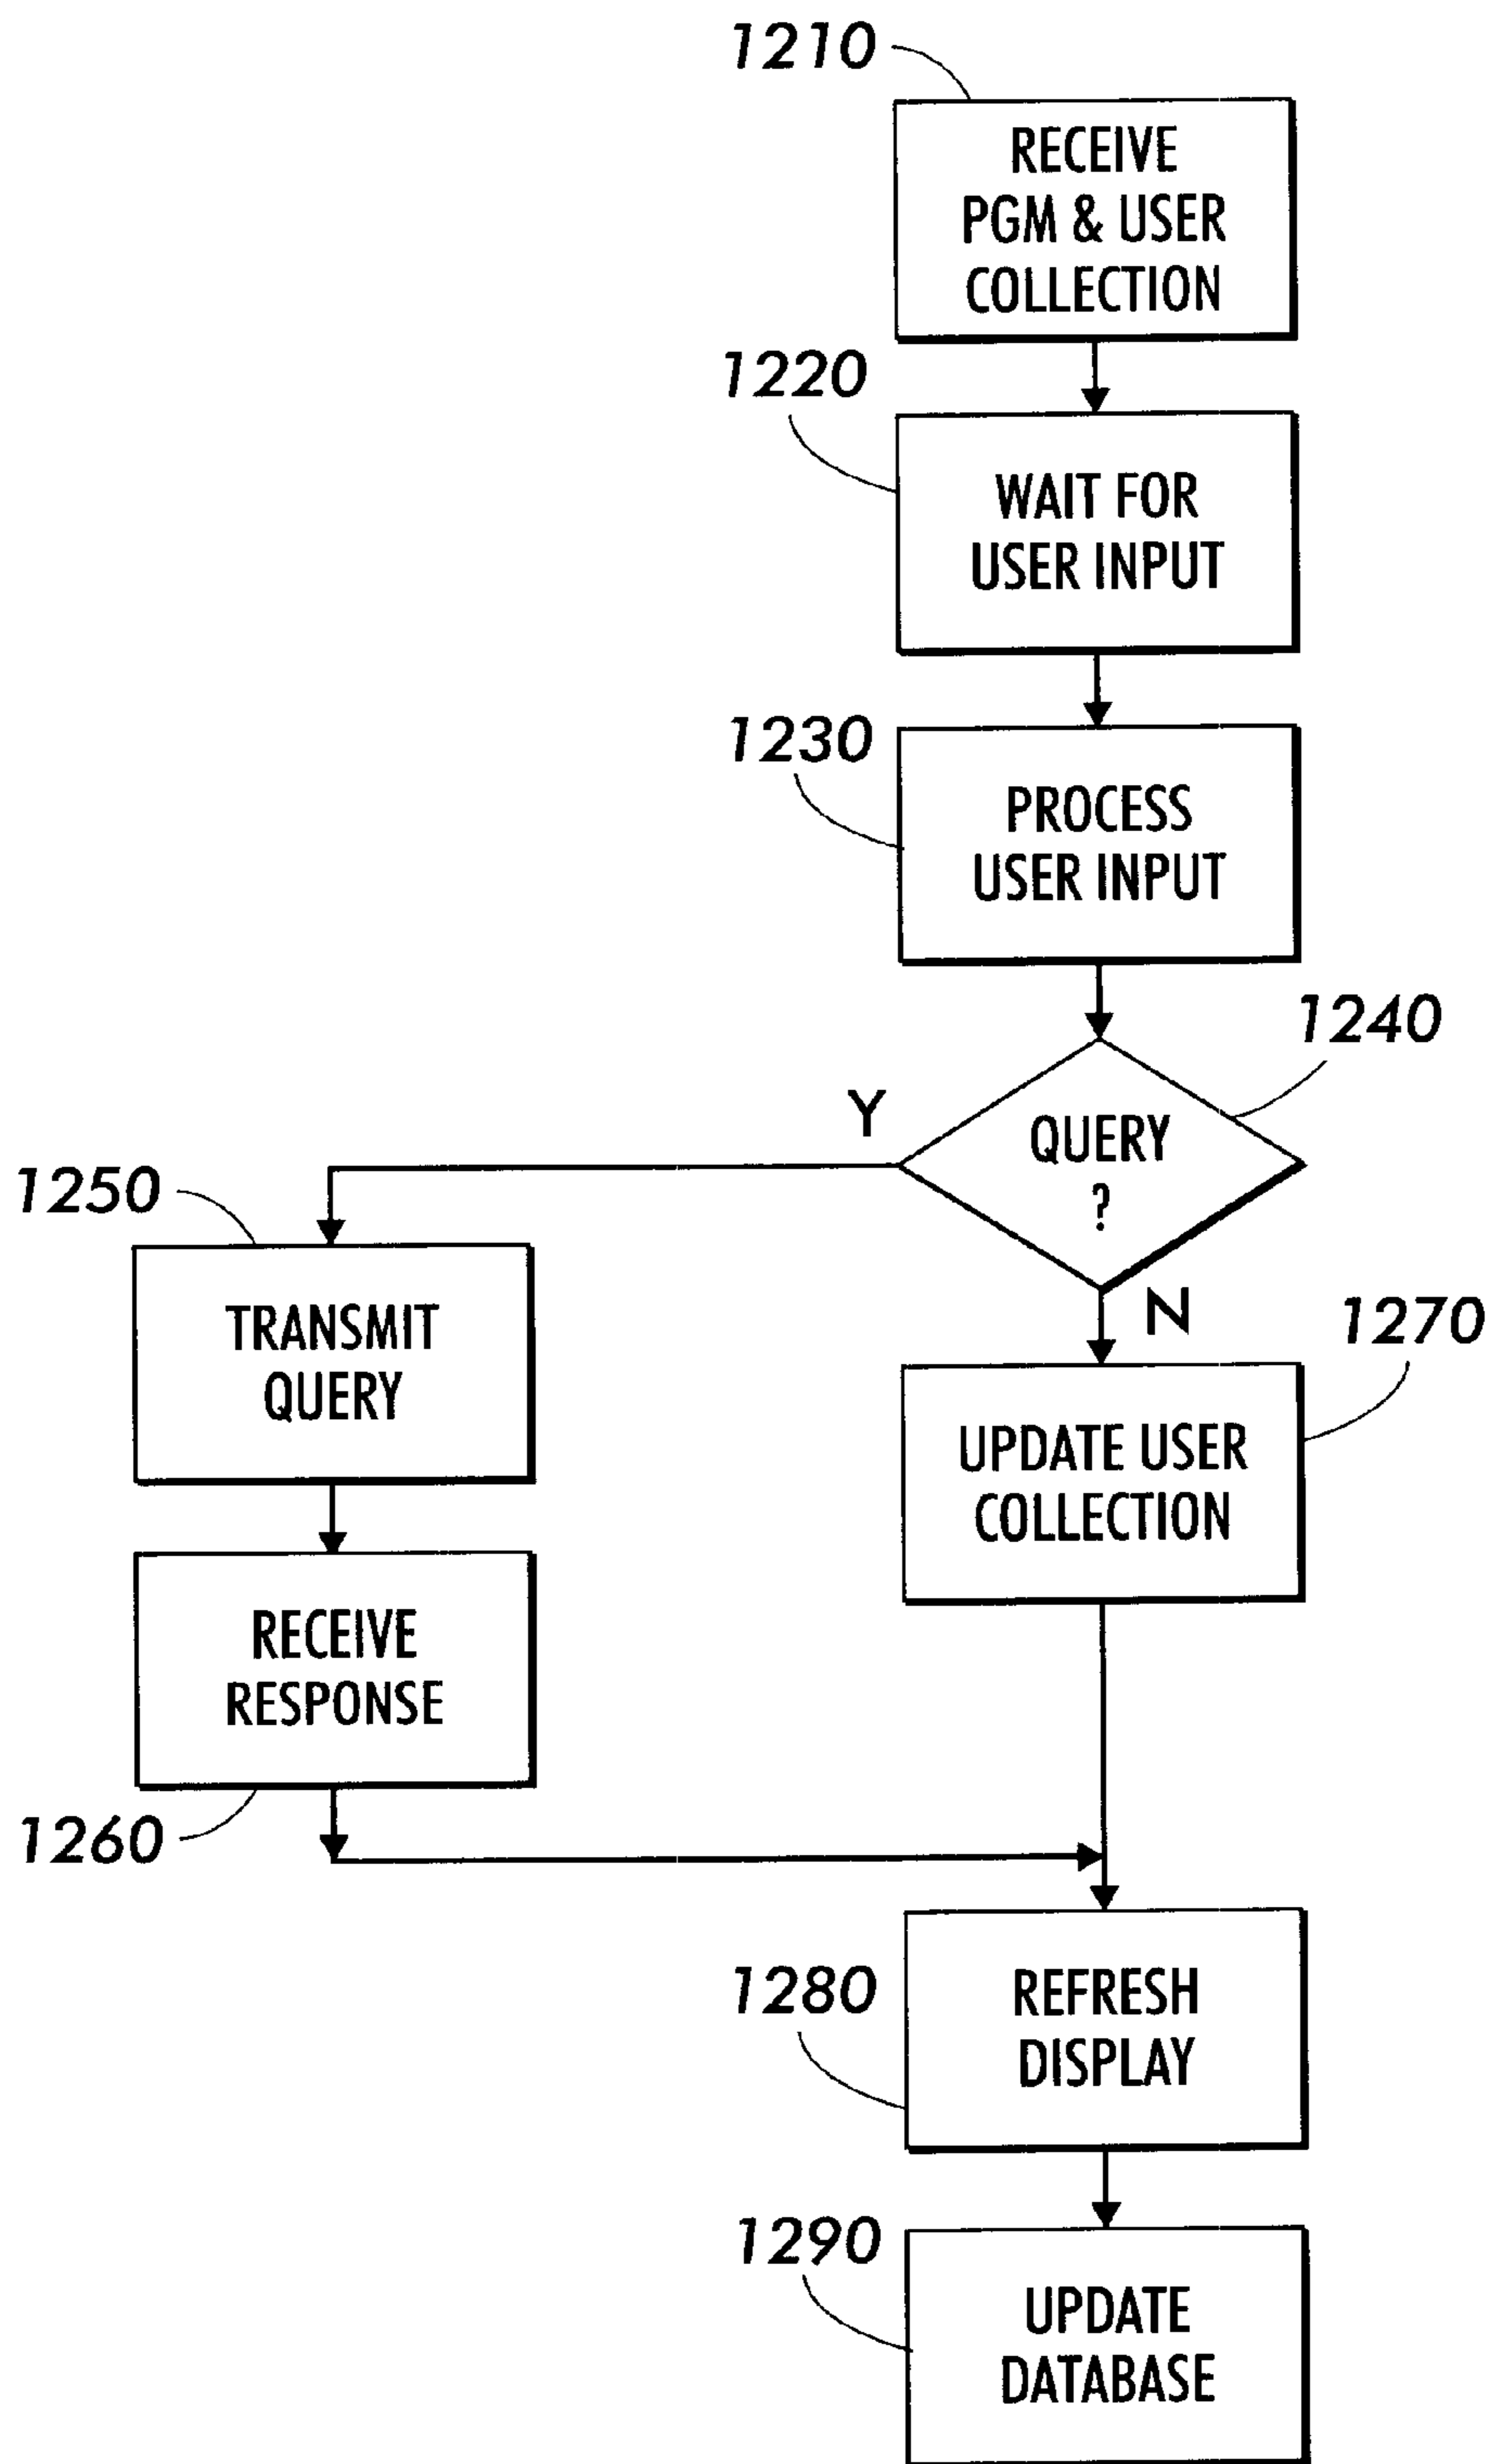 1210
RECEIVE
PGM & USER
COLLECTION
1220
WAIT FOR
USER INPUT
1230
PROCESS
USER INPUT
1240
QUERY
?
Y
N
1250
TRANSMIT
QUERY
1260
RECEIVE
RESPONSE
1270
UPDATE USER
COLLECTION
1280
REFRESH
DISPLAY
1290
UPDATE
DATABASE